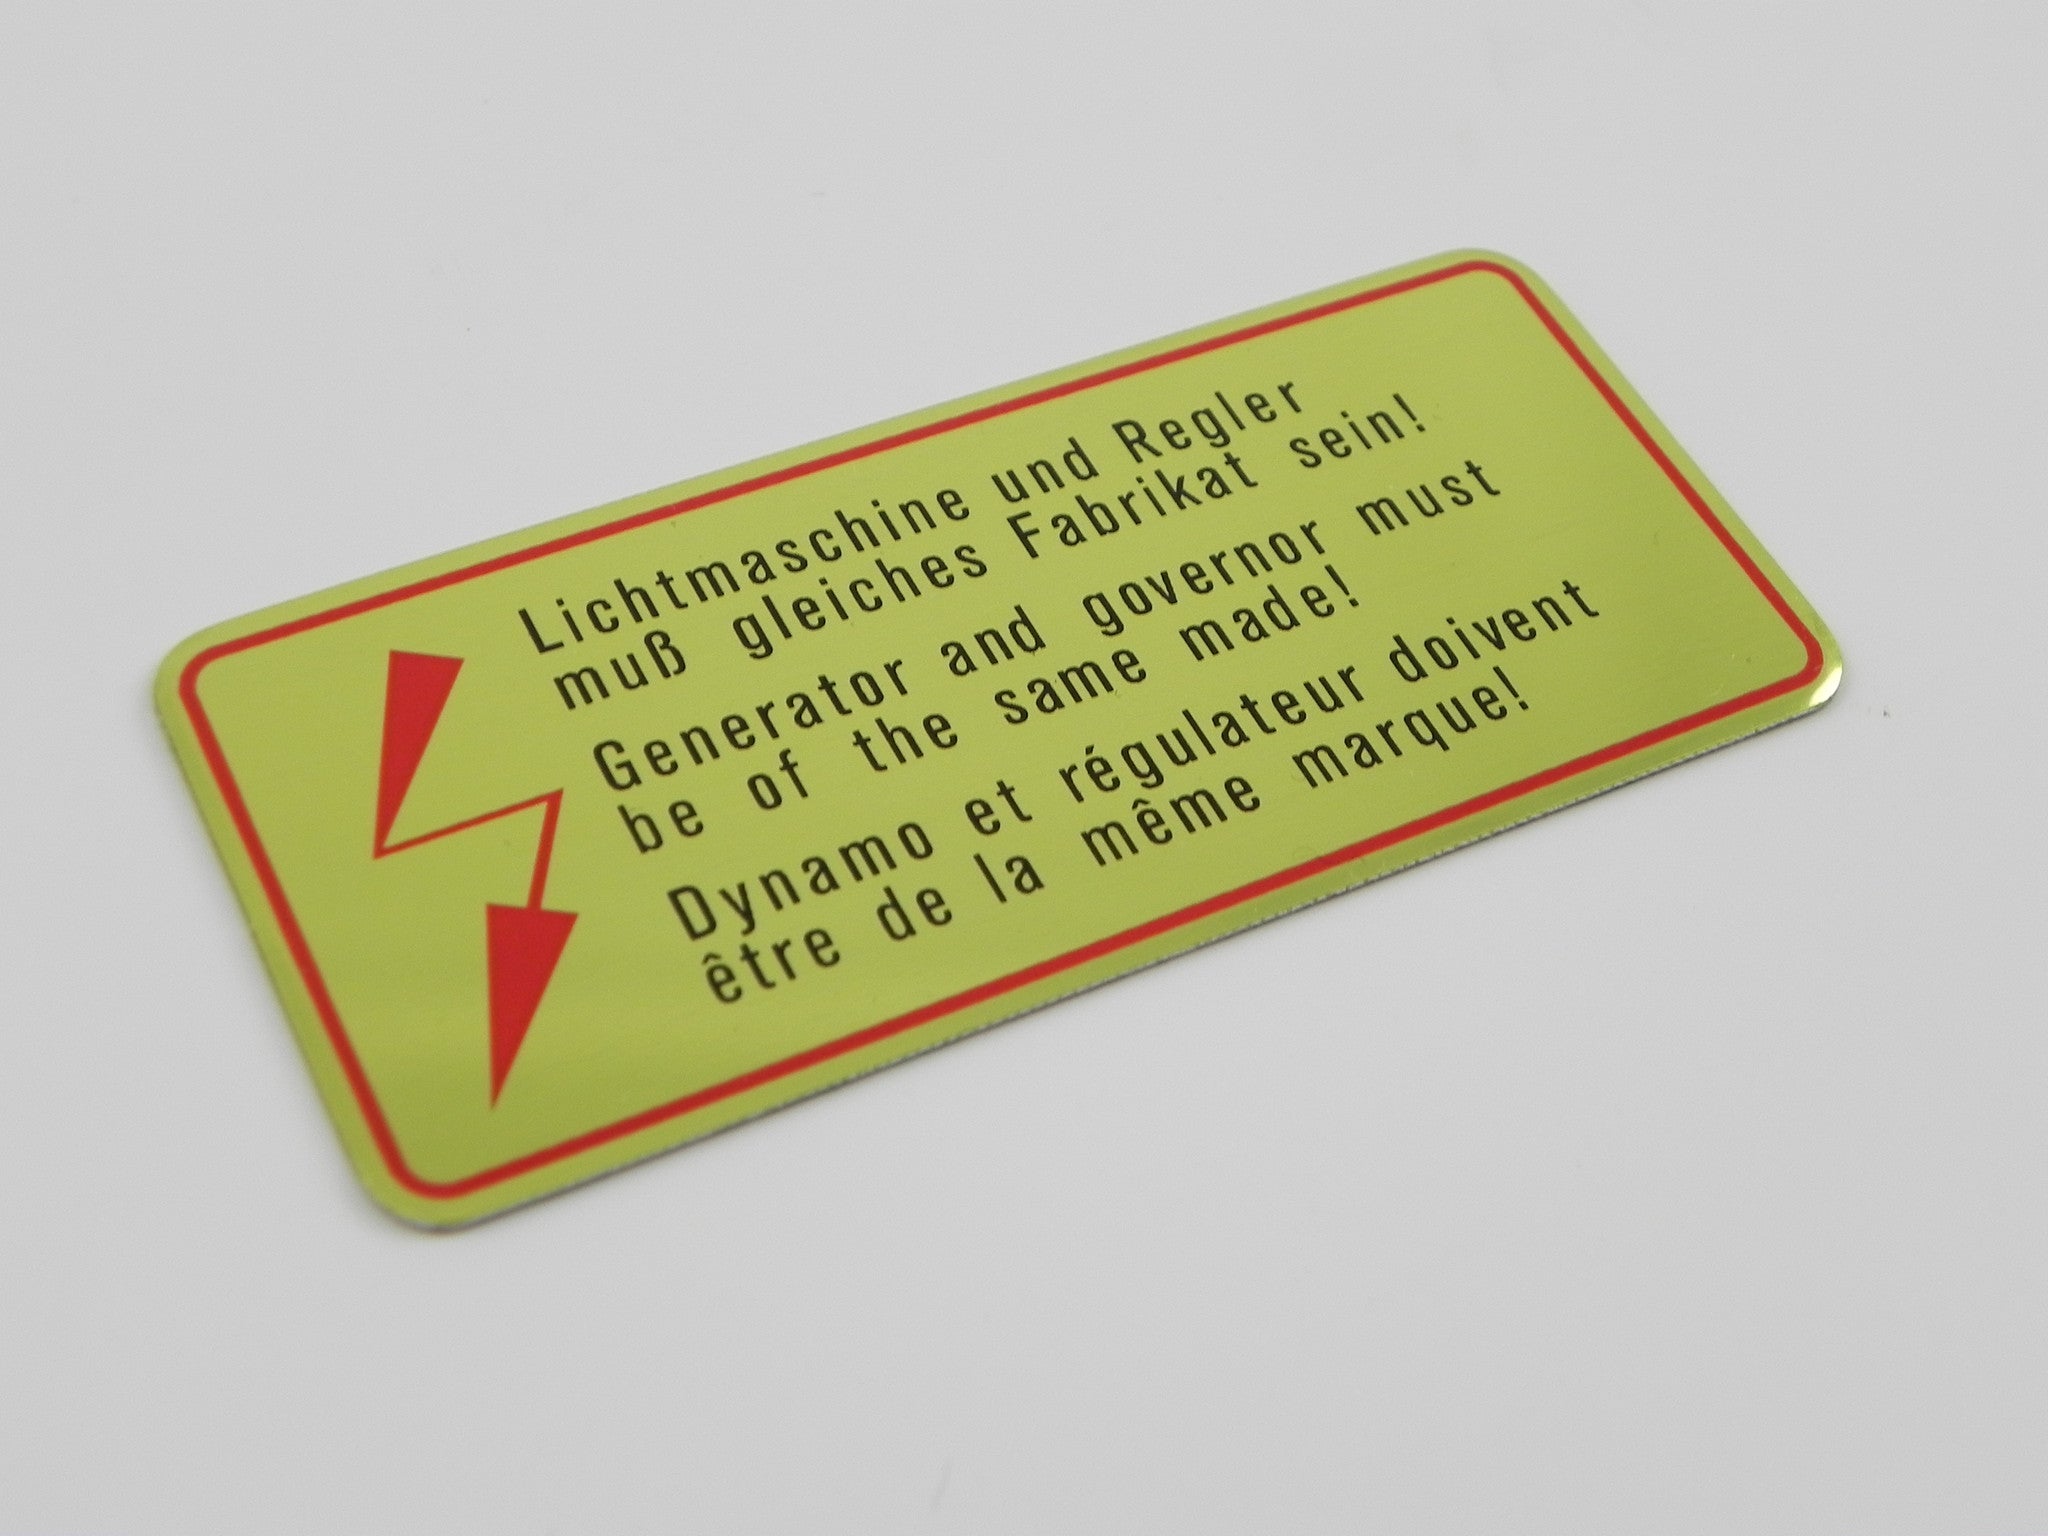 Lichtmaschine und Regler
muß gleiches Fabrikat sein!
Generator and governor must
be of the same made!
Dynamo et régulateur doivent
être de la même marque!